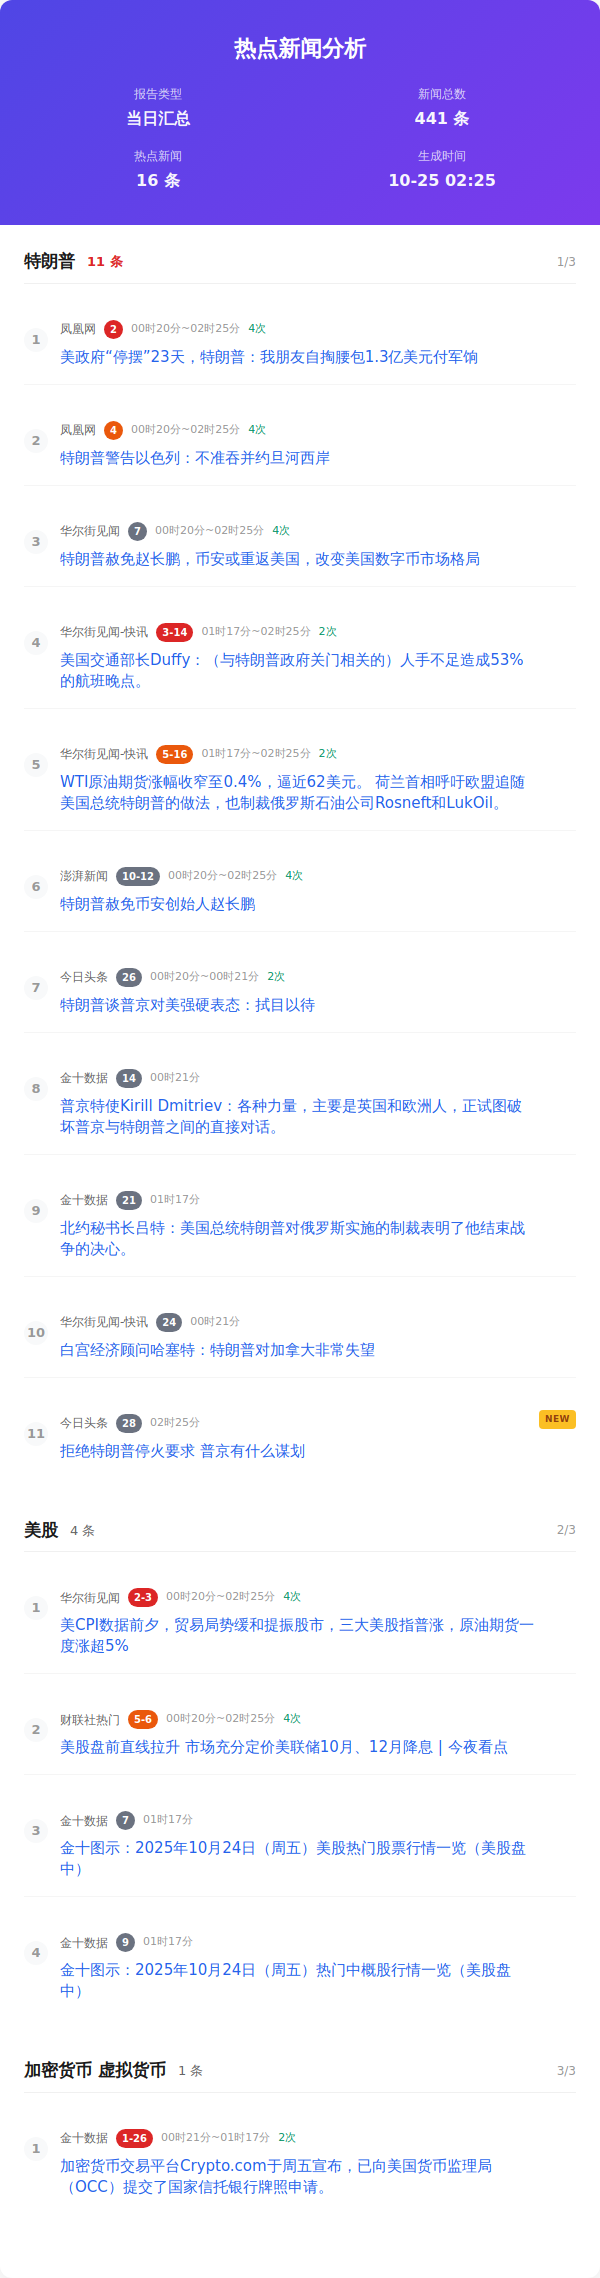 热点新闻分析
报告类型
当日汇总
新闻总数
441 条
热点新闻
16 条
生成时间
10-25 02:25
特朗普 11 条 1/3
1 凤凰网 2 00时20分~02时25分 4次
美政府“停摆”23天，特朗普：我朋友自掏腰包1.3亿美元付军饷
2 凤凰网 4 00时20分~02时25分 4次
特朗普警告以色列：不准吞并约旦河西岸
3 华尔街见闻 7 00时20分~02时25分 4次
特朗普赦免赵长鹏，币安或重返美国，改变美国数字币市场格局
4 华尔街见闻-快讯 3-14 01时17分~02时25分 2次
美国交通部长Duffy：（与特朗普政府关门相关的）人手不足造成53%
的航班晚点。
5 华尔街见闻-快讯 5-16 01时17分~02时25分 2次
WTI原油期货涨幅收窄至0.4%，逼近62美元。 荷兰首相呼吁欧盟追随
美国总统特朗普的做法，也制裁俄罗斯石油公司Rosneft和LukOil。
6 澎湃新闻 10-12 00时20分~02时25分 4次
特朗普赦免币安创始人赵长鹏
7 今日头条 26 00时20分~00时21分 2次
特朗普谈普京对美强硬表态：拭目以待
8 金十数据 14 00时21分
普京特使Kirill Dmitriev：各种力量，主要是英国和欧洲人，正试图破
坏普京与特朗普之间的直接对话。
9 金十数据 21 01时17分
北约秘书长吕特：美国总统特朗普对俄罗斯实施的制裁表明了他结束战
争的决心。
10 华尔街见闻-快讯 24 00时21分
白宫经济顾问哈塞特：特朗普对加拿大非常失望
11 今日头条 28 02时25分 NEW
拒绝特朗普停火要求 普京有什么谋划
美股 4 条 2/3
1 华尔街见闻 2-3 00时20分~02时25分 4次
美CPI数据前夕，贸易局势缓和提振股市，三大美股指普涨，原油期货一
度涨超5%
2 财联社热门 5-6 00时20分~02时25分 4次
美股盘前直线拉升 市场充分定价美联储10月、12月降息 | 今夜看点
3 金十数据 7 01时17分
金十图示：2025年10月24日（周五）美股热门股票行情一览（美股盘
中）
4 金十数据 9 01时17分
金十图示：2025年10月24日（周五）热门中概股行情一览（美股盘
中）
加密货币 虚拟货币 1 条 3/3
1 金十数据 1-26 00时21分~01时17分 2次
加密货币交易平台Crypto.com于周五宣布，已向美国货币监理局
（OCC）提交了国家信托银行牌照申请。